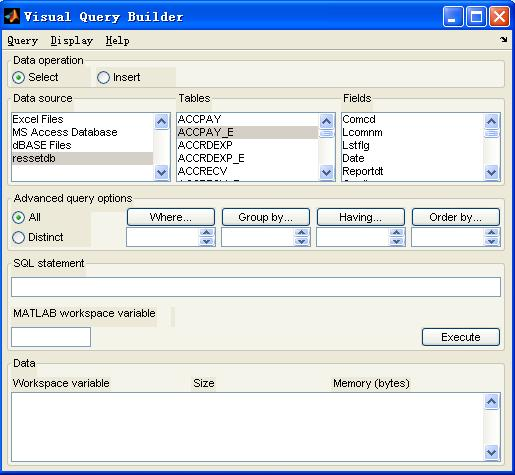 Visual Query Builder
Query Display Help
Data operation
Select Insert
Data source Tables Fields
Excel Files ACCPAY Comcd
MS Access Database ACCPAY_E Lcomnm
dBASE Files ACCRDEXP Lstflg
ressetdb ACCRDEXP_E Date
ACCRECV Reportdt
Advanced query options
All Where... Group by... Having... Order by...
Distinct
SQL statement
MATLAB workspace variable
Execute
Data
Workspace variable Size Memory (bytes)